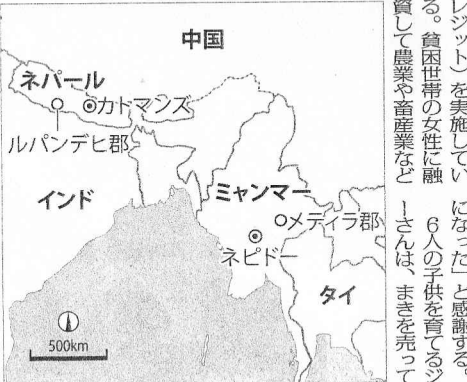 中国
ネパール
カトマンズ
ルパンデヒ郡
インド
ミャンマー
メティラ郡
ネピドー
タイ
500km
レジット）を実施してい
る。貧困世帯の女性に融
資して農業や畜産業など
になった」と感謝する。
６人の子供を育てるジ
ーさんは、まきを売って